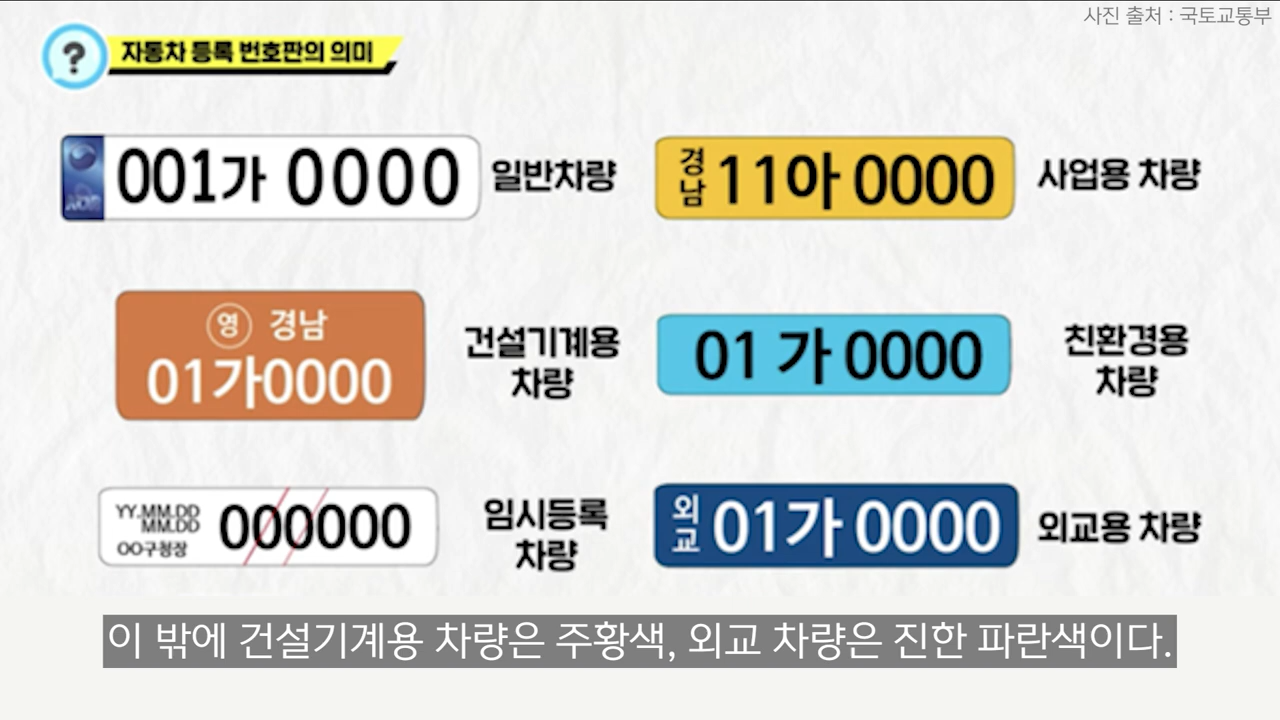 사진 출처 : 국토교통부
?
자동차 등록 번호판의 의미
001가 0000
일반차량
경남
11아 0000
사업용 차량
영 경남
01가0000
건설기계용
차량
01 가 0000
친환경용
차량
YY.MM.DD
MM.DD
OO구청장
000000
임시등록
차량
외교
01가 0000
외교용 차량
이 밖에 건설기계용 차량은 주황색, 외교 차량은 진한 파란색이다.